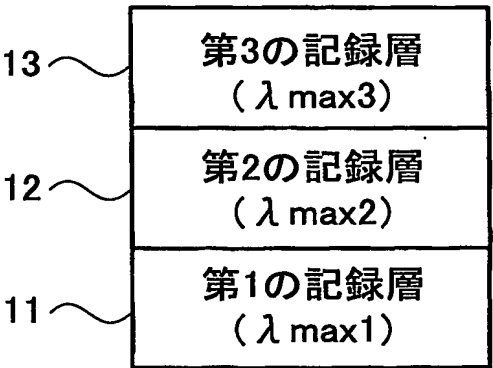 13
第3の記録層
(λmax3)
12
第2の記録層
(λmax2)
11
第1の記録層
(λmax1)